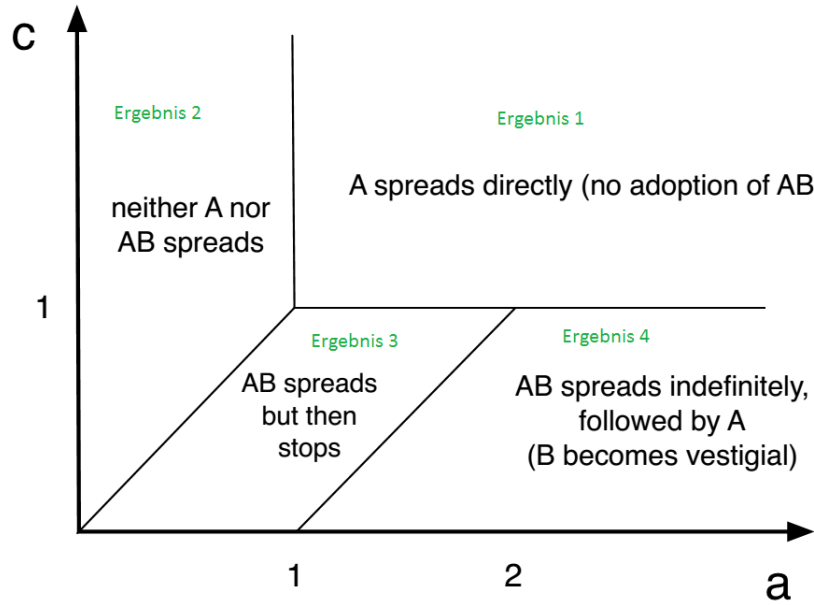 c
Ergebnis 2
Ergebnis 1
A spreads directly (no adoption of AB
neither A nor
AB spreads
1
Ergebnis 3
Ergebnis 4
AB spreads
but then
stops
AB spreads indefinitely,
followed by A
(B becomes vestigial)
1
2
a